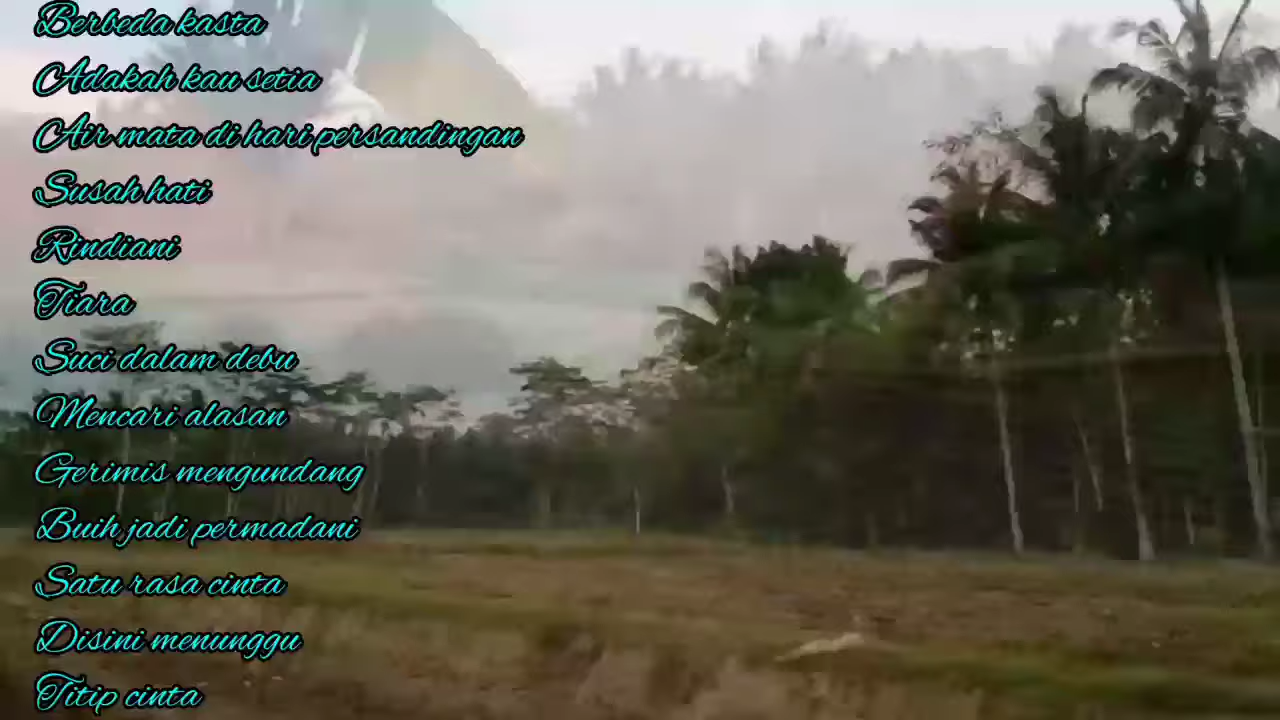 Berbeda kasta
Adakah kau setia
Air mata di hari persandingan
Susah hati
Rindiani
Tiara
Suci dalam debu
Mencari alasan
Gerimis mengundang
Buih jadi permadani
Satu rasa cinta
Disini menunggu
Titip cinta